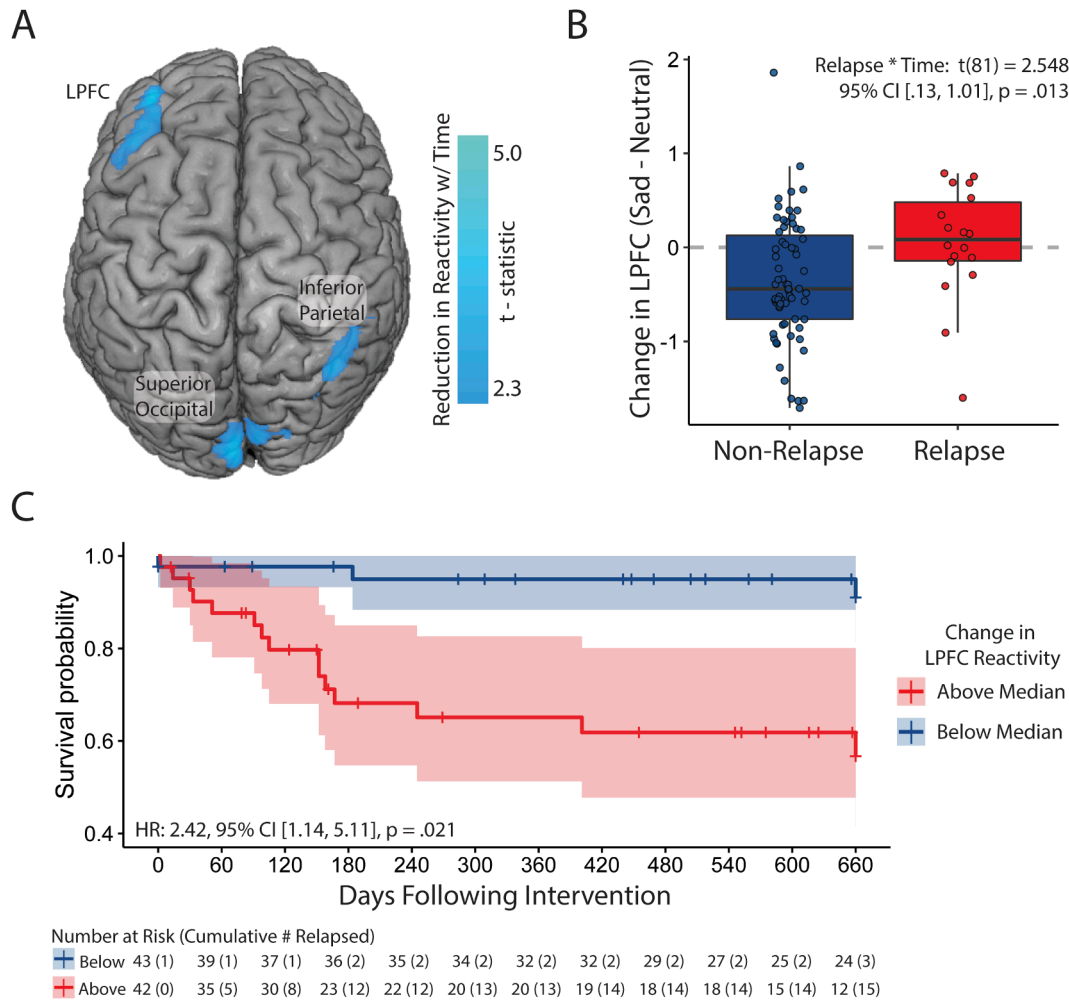 A
LPFC
Inferior
Parietal
Superior
Occipital
Reduction in Reactivity w/ Time
t - statistic
5.0
2.3
B
Change in LPFC (Sad - Neutral)
2
1
0
-1
Relapse * Time: t(81) = 2.548
95% CI [.13, 1.01], p = .013
Non-Relapse
Relapse
C
Survival probability
1.0
0.8
0.6
0.4
HR: 2.42, 95% CI [1.14, 5.11], p = .021
0 60 120 180 240 300 360 420 480 540 600 660
Days Following Intervention
Change in
LPFC Reactivity
Above Median
Below Median
Number at Risk (Cumulative # Relapsed)
Below 43 (1) 39 (1) 37 (1) 36 (2) 35 (2) 34 (2) 32 (2) 32 (2) 29 (2) 27 (2) 25 (2) 24 (3)
Above 42 (0) 35 (5) 30 (8) 23 (12) 22 (12) 20 (13) 20 (13) 19 (14) 18 (14) 18 (14) 15 (14) 12 (15)